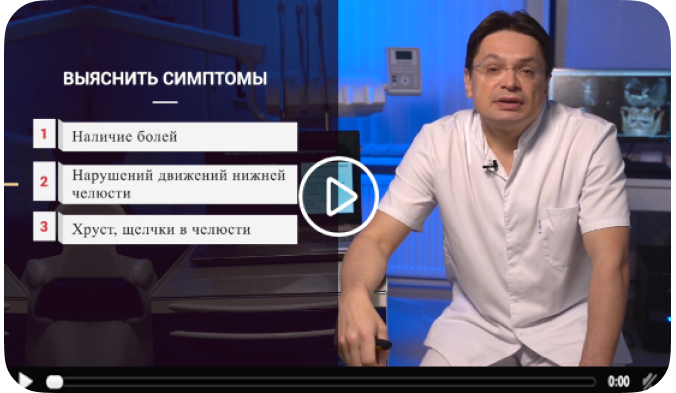 ВЫЯСНИТЬ СИМПТОМЫ
1 Наличие болей
2 Нарушений движений нижней
челюсти
3 Хруст, щелчки в челюсти
0:00